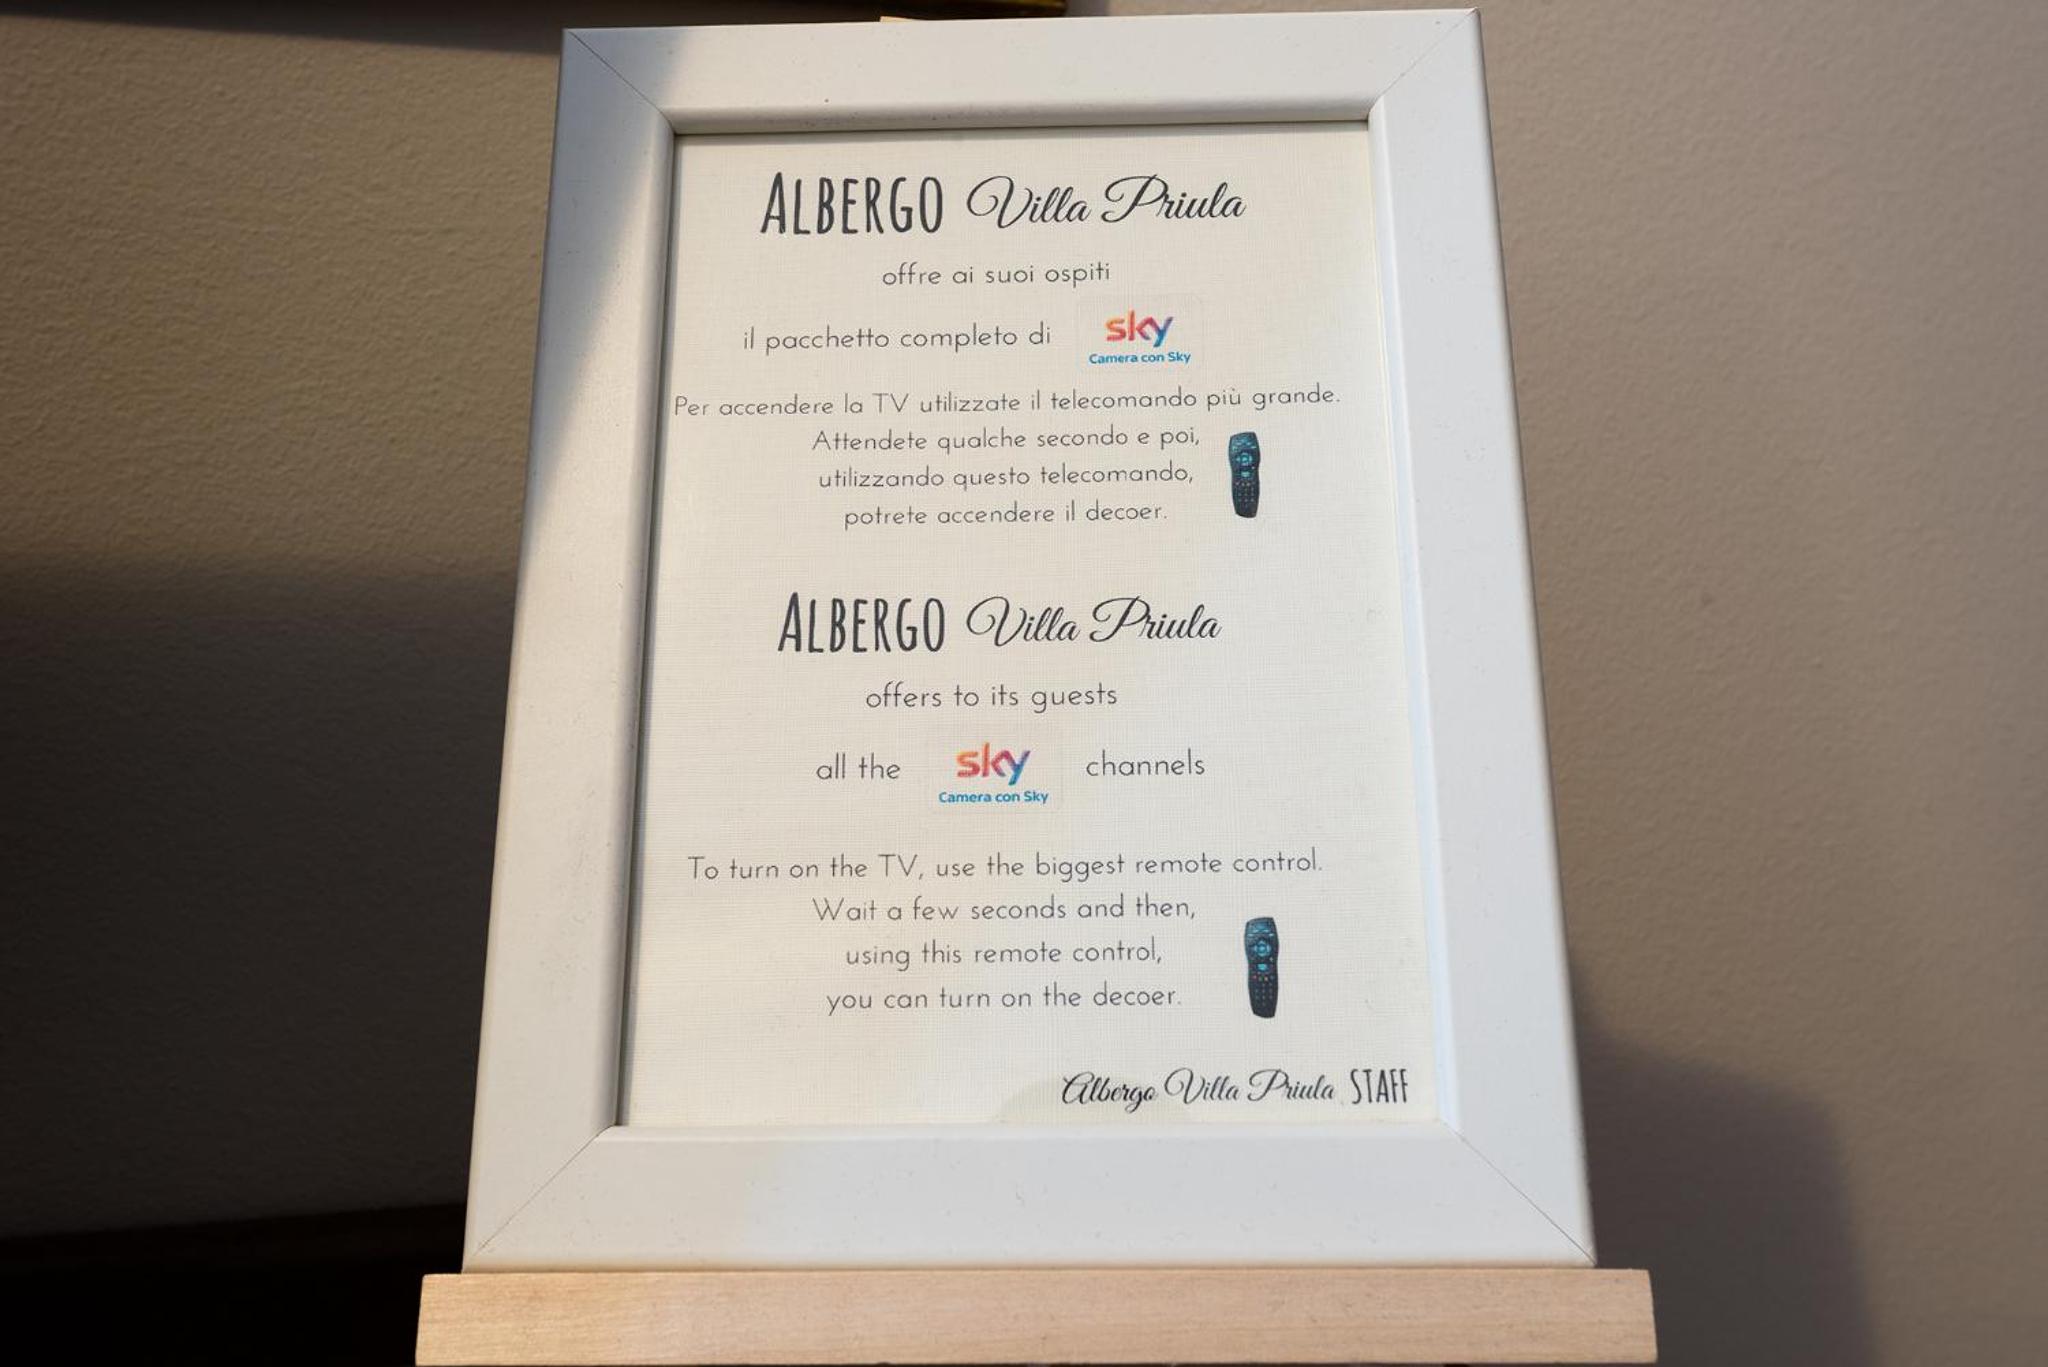 ALBERGO Villa Priula
offre ai suoi ospiti
il pacchetto completo di sky
Camera con Sky
Per accendere la TV utilizzate il telecomando più grande.
Attendete qualche secondo e poi,
utilizzando questo telecomando,
potrete accendere il decoer.
ALBERGO Villa Priula
offers to its guests
all the sky channels
Camera con Sky
To turn on the TV, use the biggest remote control.
Wait a few seconds and then,
using this remote control,
you can turn on the decoer.
Albergo Villa Priula STAFF